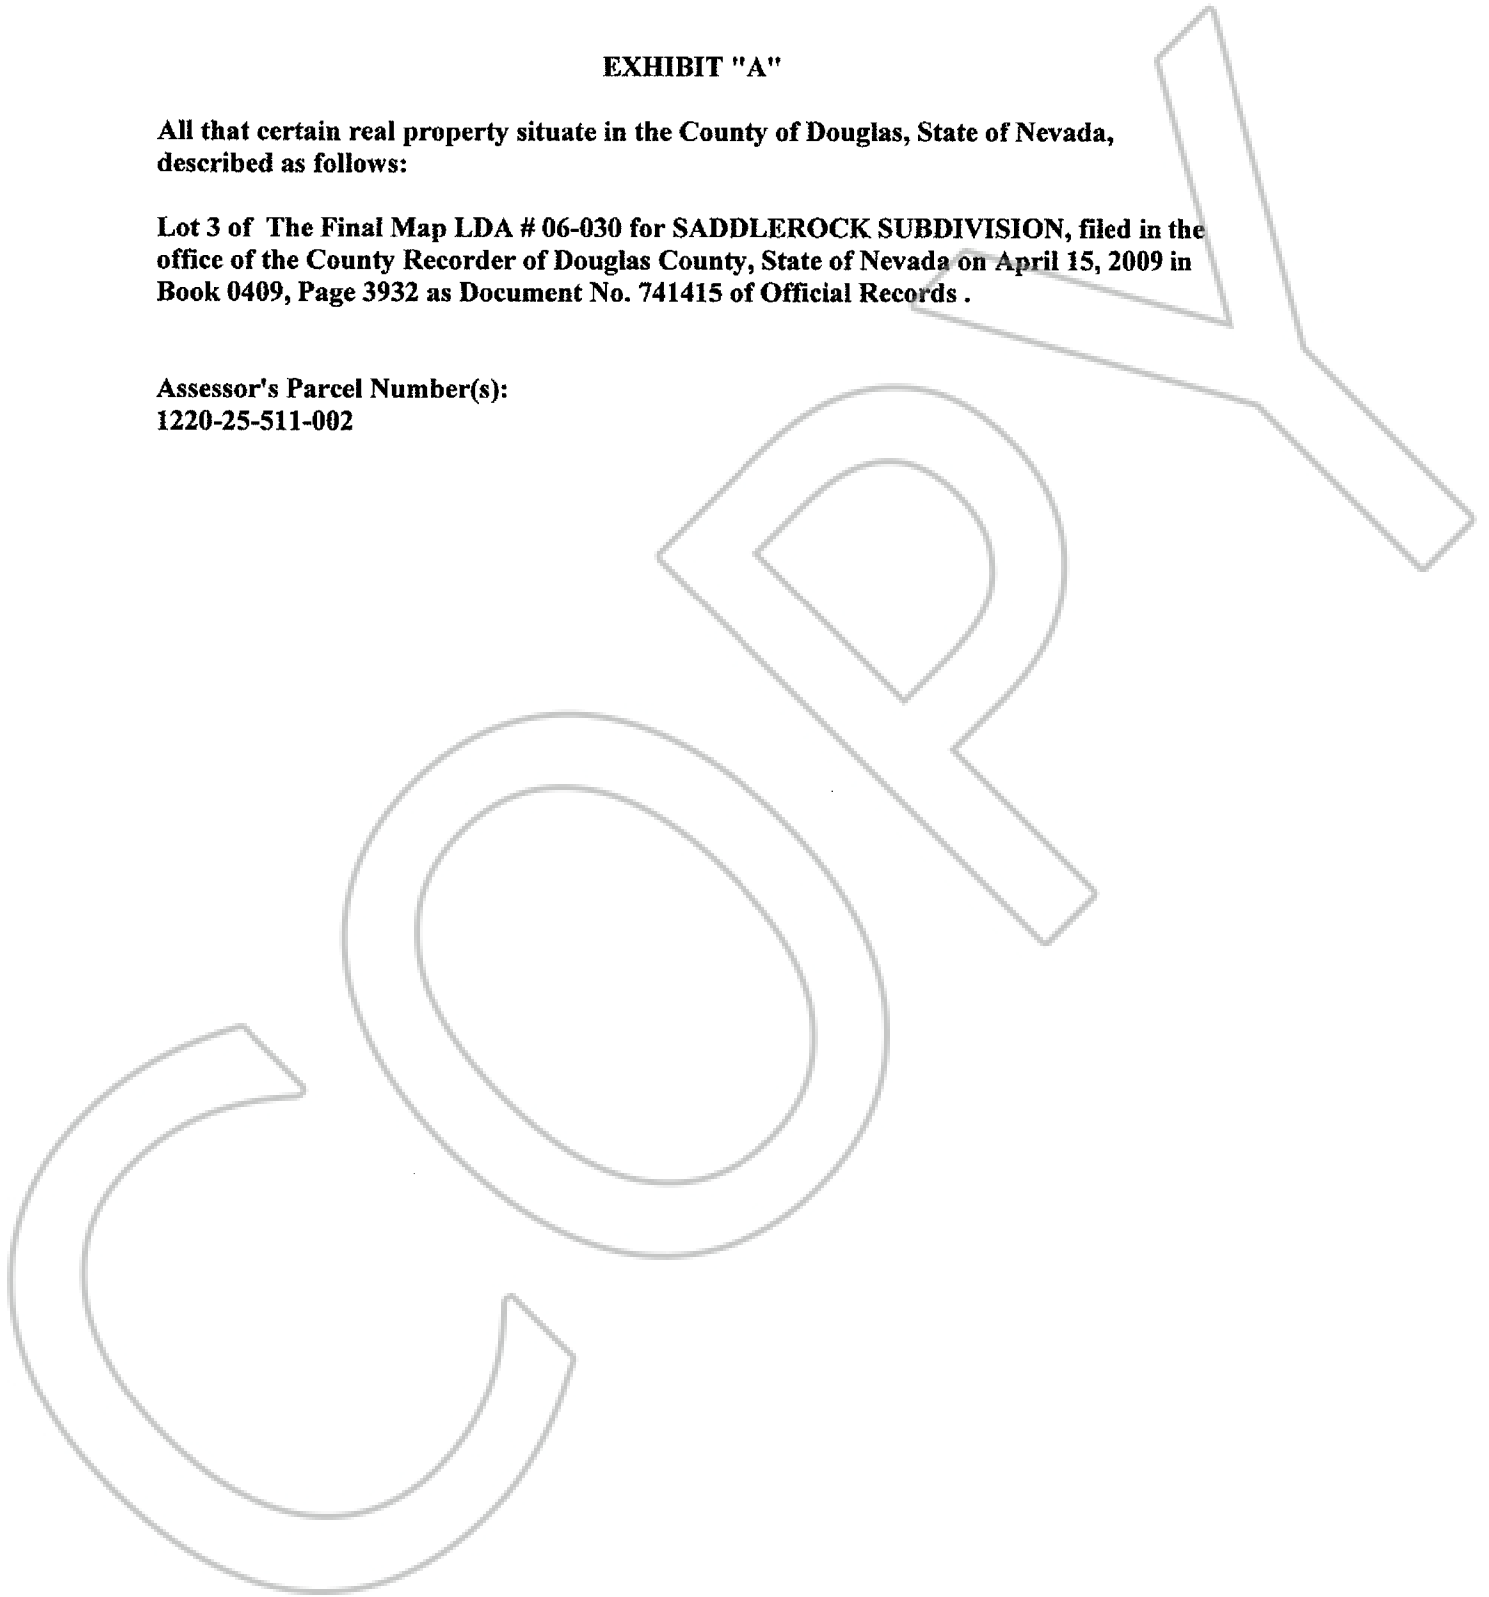 EXHIBIT "A"
All that certain real property situate in the County of Douglas, State of Nevada,
described as follows:
Lot 3 of The Final Map LDA # 06-030 for SADDLEROCK SUBDIVISION, filed in the
office of the County Recorder of Douglas County, State of Nevada on April 15, 2009 in
Book 0409, Page 3932 as Document No. 741415 of Official Records .
Assessor's Parcel Number(s):
1220-25-511-002
COPY